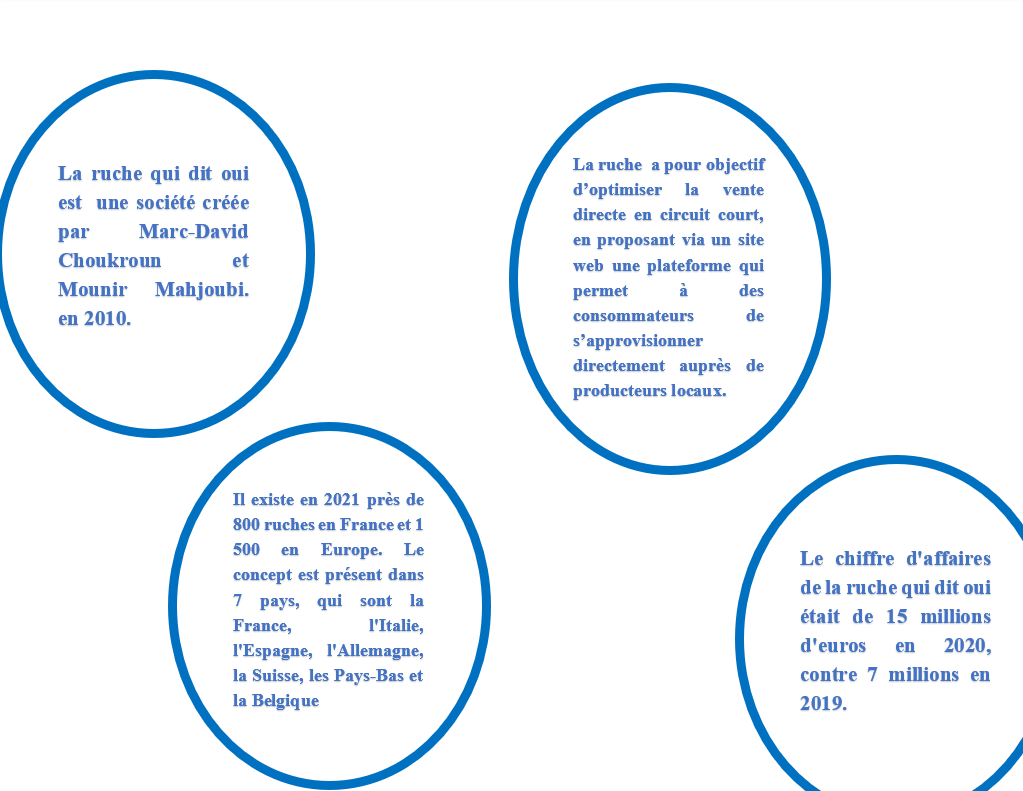 La ruche qui dit oui
est une société créée
par Marc-David
Choukroun et
Mounir Mahjoubi.
en 2010.
La ruche a pour objectif
d’optimiser la vente
directe en circuit court,
en proposant via un site
web une plateforme qui
permet à des
consommateurs de
s’approvisionner
directement auprès de
producteurs locaux.
Il existe en 2021 près de
800 ruches en France et 1
500 en Europe. Le
concept est présent dans
7 pays, qui sont la
France, l'Italie,
l'Espagne, l'Allemagne,
la Suisse, les Pays-Bas et
la Belgique
Le chiffre d'affaires
de la ruche qui dit oui
était de 15 millions
d'euros en 2020,
contre 7 millions en
2019.